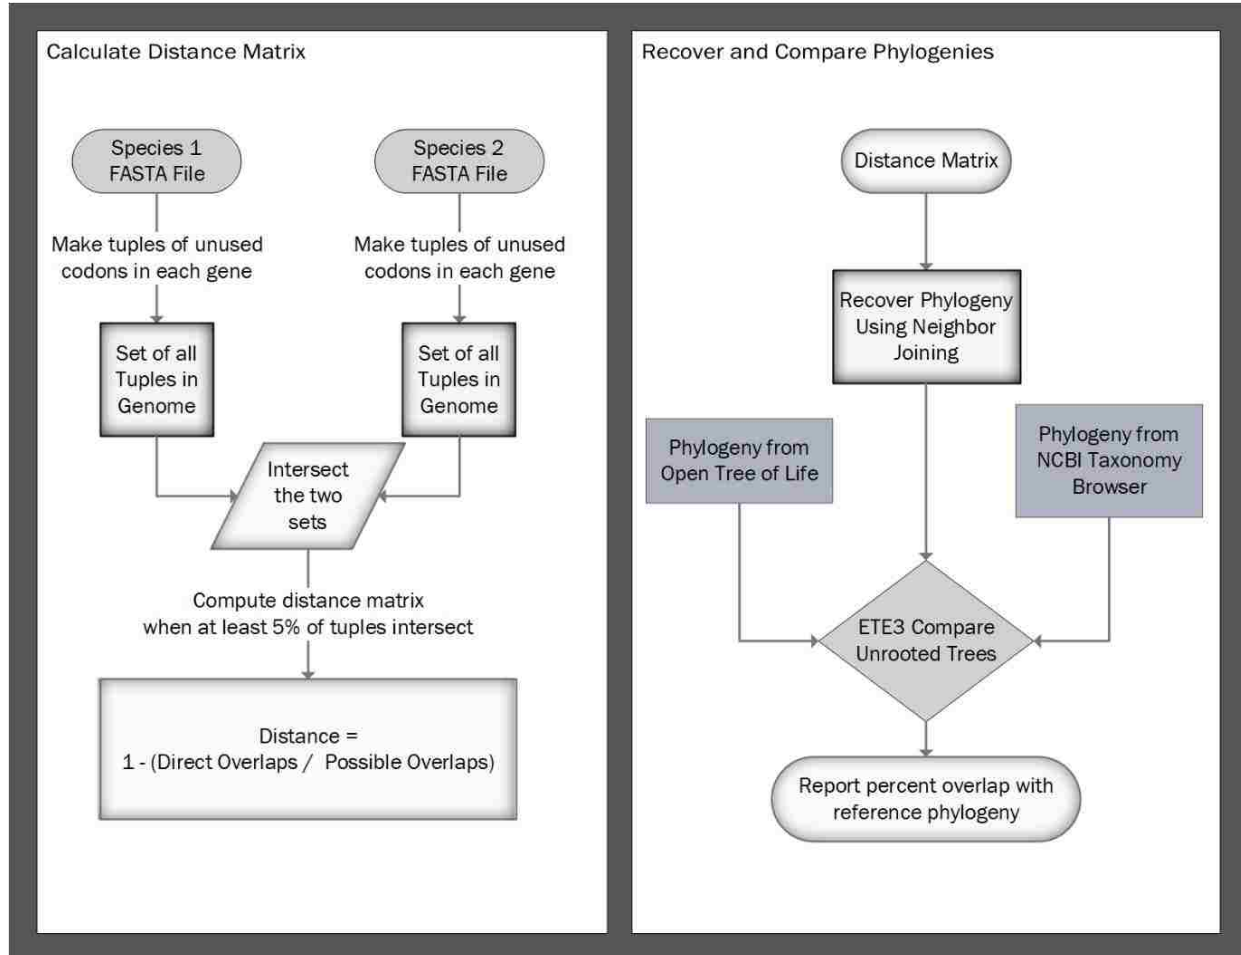 Calculate Distance Matrix
Species 1
FASTA File
Species 2
FASTA File
Make tuples of unused
codons in each gene
Make tuples of unused
codons in each gene
Set of all
Tuples in
Genome
Set of all
Tuples in
Genome
Intersect
the two
sets
Compute distance matrix
when at least 5% of tuples intersect
Distance =
1 - (Direct Overlaps / Possible Overlaps)
Recover and Compare Phylogenies
Distance Matrix
Recover Phylogeny
Using Neighbor
Joining
Phylogeny from
Open Tree of Life
Phylogeny from
NCBI Taxonomy
Browser
ETE3 Compare
Unrooted Trees
Report percent overlap with
reference phylogeny